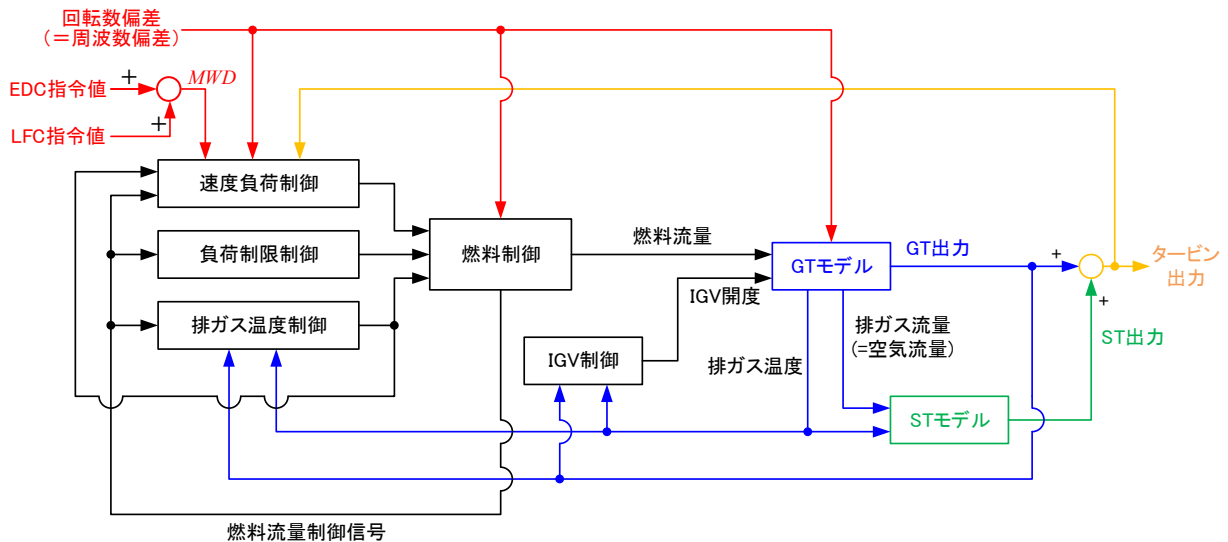 回転数偏差
(＝周波数偏差)
EDC指令値
+
MWD
LFC指令値
+
速度負荷制御
負荷制限制御
排ガス温度制御
燃料制御
燃料流量
IGV開度
IGV制御
GTモデル
GT出力
+
タービン
出力
+
ST出力
排ガス流量
(=空気流量)
排ガス温度
STモデル
燃料流量制御信号